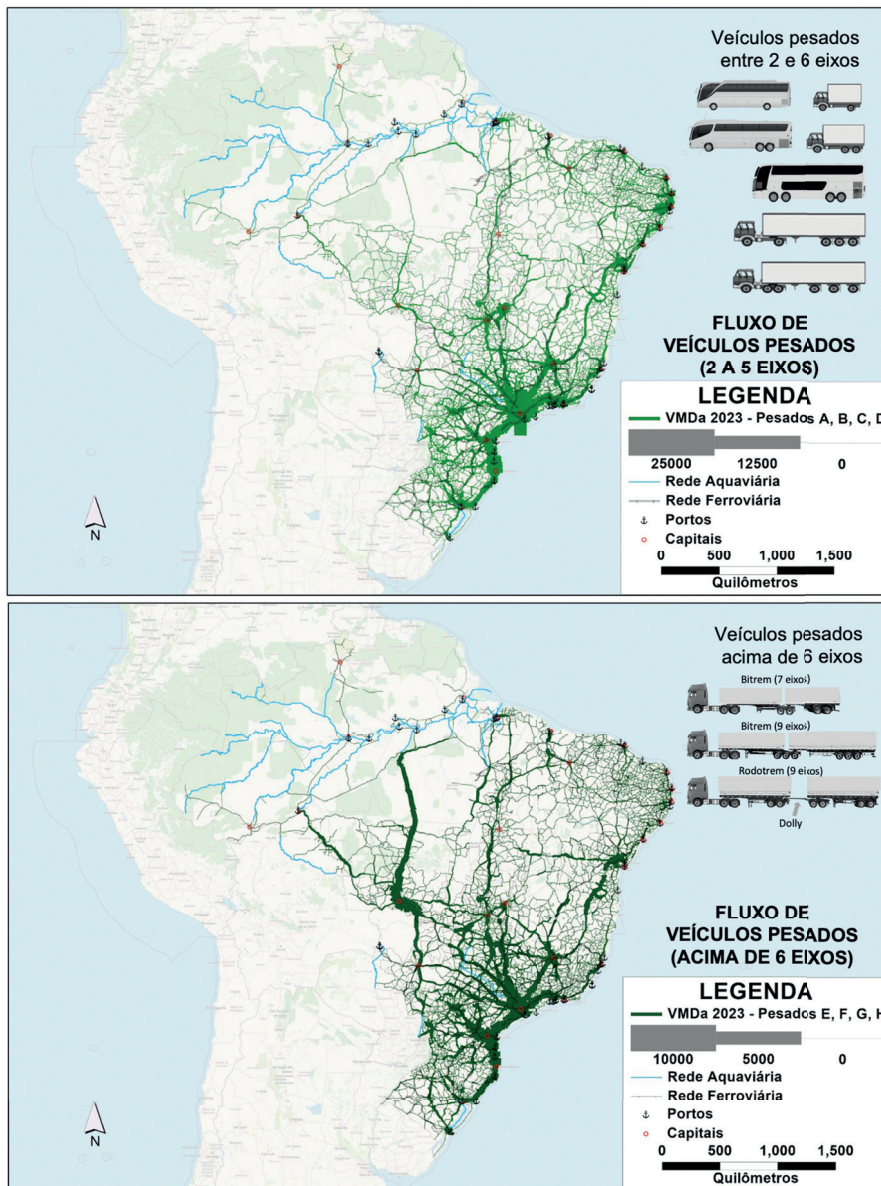 Veículos pesados
entre 2 e 6 eixos
FLUXO DE
VEÍCULOS PESADOS
(2 A 5 EIXOS)
LEGENDA
VMDa 2023 - Pesados A, B, C, D
25000 12500 0
Rede Aquaviária
Rede Ferroviária
Portos
Capitais
0 500 1,000 1,500
Quilômetros
N
Veículos pesados
acima de 6 eixos
Bitrem (7 eixos)
Bitrem (9 eixos)
Rodotrem (9 eixos)
Dolly
FLUXO DE
VEÍCULOS PESADOS
(ACIMA DE 6 EIXOS)
LEGENDA
VMDa 2023 - Pesados E, F, G, H
10000 5000 0
Rede Aquaviária
Rede Ferroviária
Portos
Capitais
0 500 1,000 1,500
Quilômetros
N